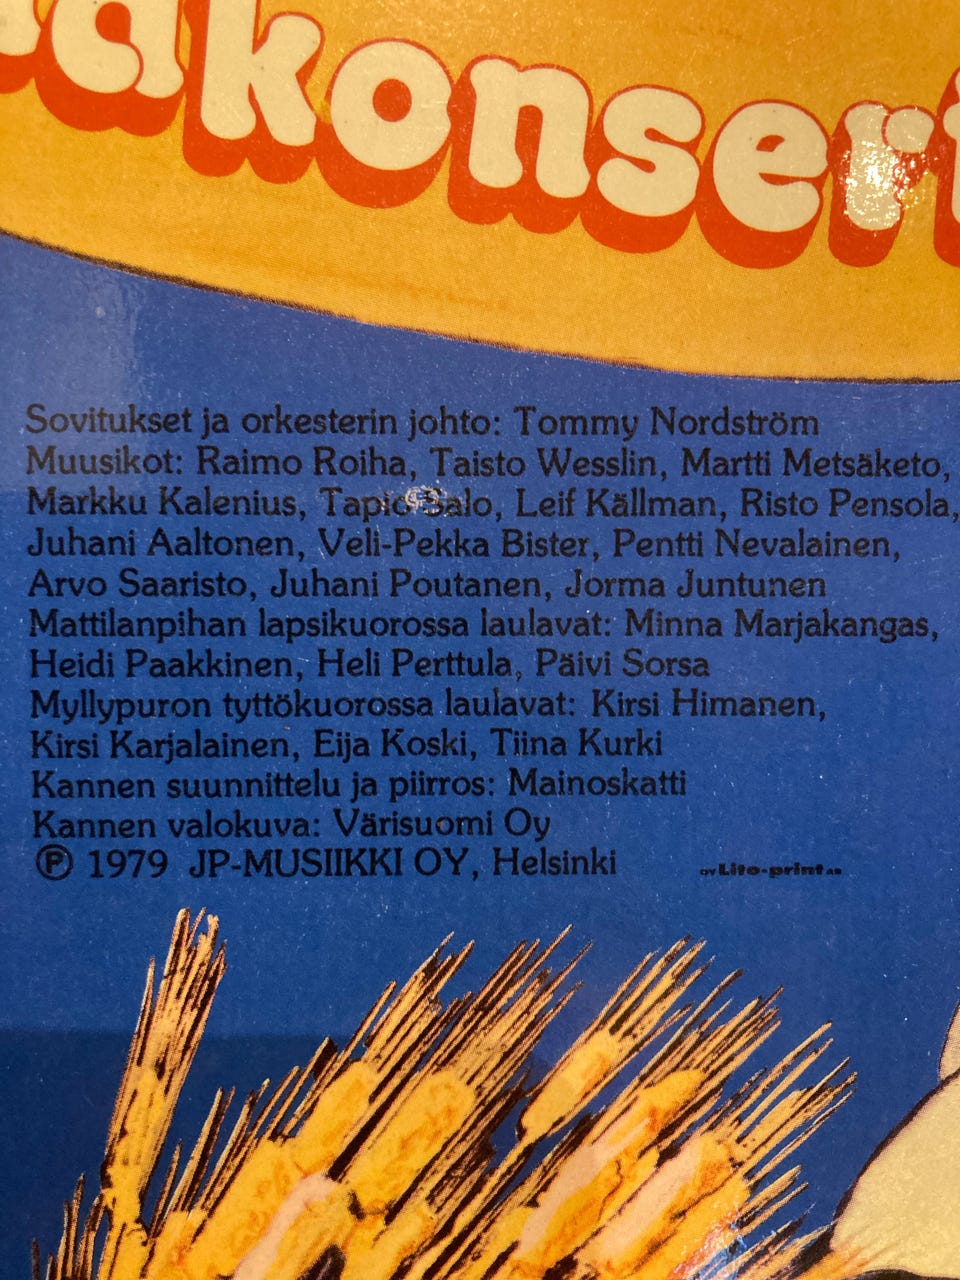 akonsert
Sovitukset ja orkesterin johto: Tommy Nordström
Muusikot: Raimo Roiha, Taisto Wesslin, Martti Metsäketo,
Markku Kalenius, Tapio Salo, Leif Källman, Risto Pensola,
Juhani Aaltonen, Veli-Pekka Bister, Pentti Nevalainen,
Arvo Saaristo, Juhani Poutanen, Jorma Juntunen
Mattilanpihan lapsikuorossa laulavat: Minna Marjakangas,
Heidi Paakkinen, Heli Perttula, Päivi Sorsa
Myllypuron tyttökuorossa laulavat: Kirsi Himanen,
Kirsi Karjalainen, Eija Koski, Tiina Kurki
Kannen suunnittelu ja piirros: Mainoskatti
Kannen valokuva: Värisuomi Oy
℗ 1979 JP-MUSIIKKI OY, Helsinki
OY Lito-print AB